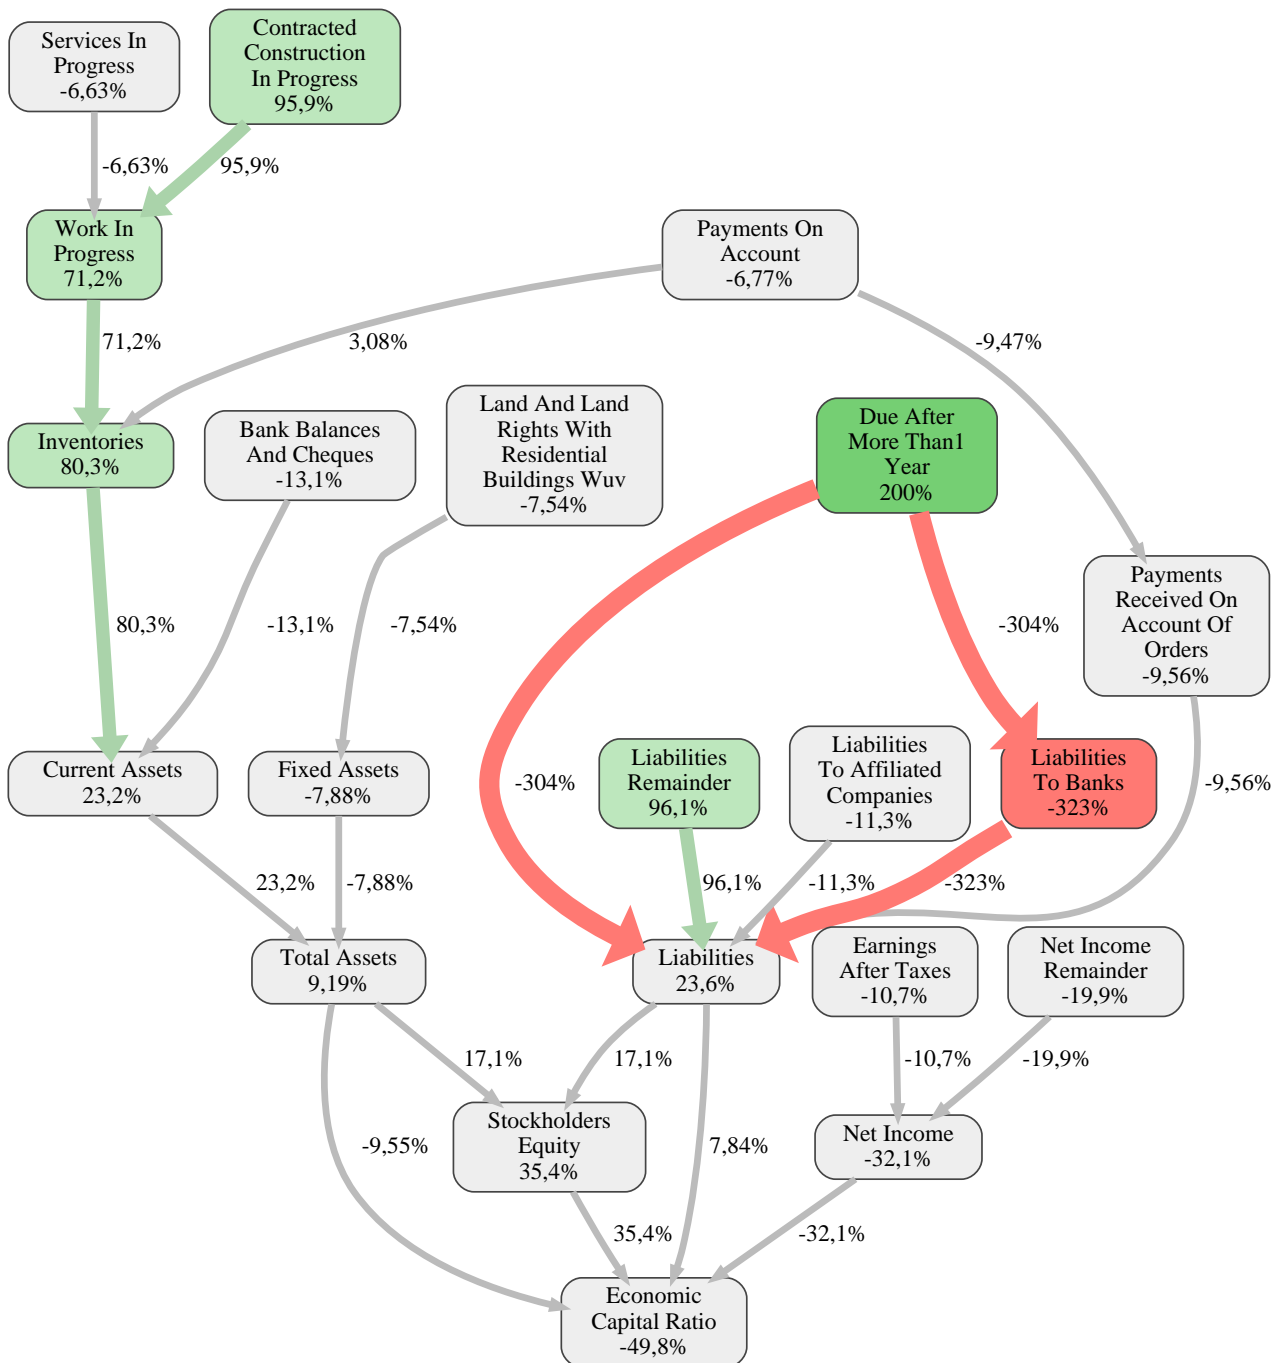 Services In
Progress
-6,63%
Contracted
Construction
In Progress
95,9%
-6,63%
95,9%
Work In
Progress
71,2%
Payments On
Account
-6,77%
71,2%
3,08%
-9,47%
Inventories
80,3%
Bank Balances
And Cheques
-13,1%
Land And Land
Rights With
Residential
Buildings Wuv
-7,54%
Due After
More Than1
Year
200%
Payments
Received On
Account Of
Orders
-9,56%
80,3%
-13,1%
-7,54%
-304%
Current Assets
23,2%
Fixed Assets
-7,88%
-304%
Liabilities
Remainder
96,1%
Liabilities
To Affiliated
Companies
-11,3%
Liabilities
To Banks
-323%
-9,56%
23,2%
-7,88%
96,1%
-11,3%
-323%
Total Assets
9,19%
Liabilities
23,6%
Earnings
After Taxes
-10,7%
Net Income
Remainder
-19,9%
17,1%
17,1%
-10,7%
-19,9%
Stockholders
Equity
35,4%
Net Income
-32,1%
-9,55%
7,84%
35,4%
-32,1%
Economic
Capital Ratio
-49,8%